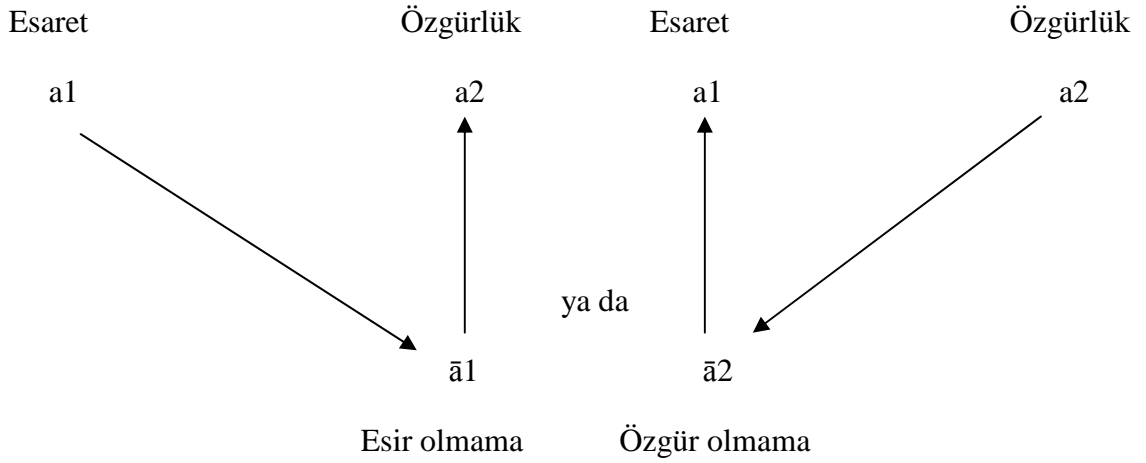 Esaret Özgürlük Esaret Özgürlük
a1 a2 a1 a2
ya da
ā1 ā2
Esir olmama Özgür olmama